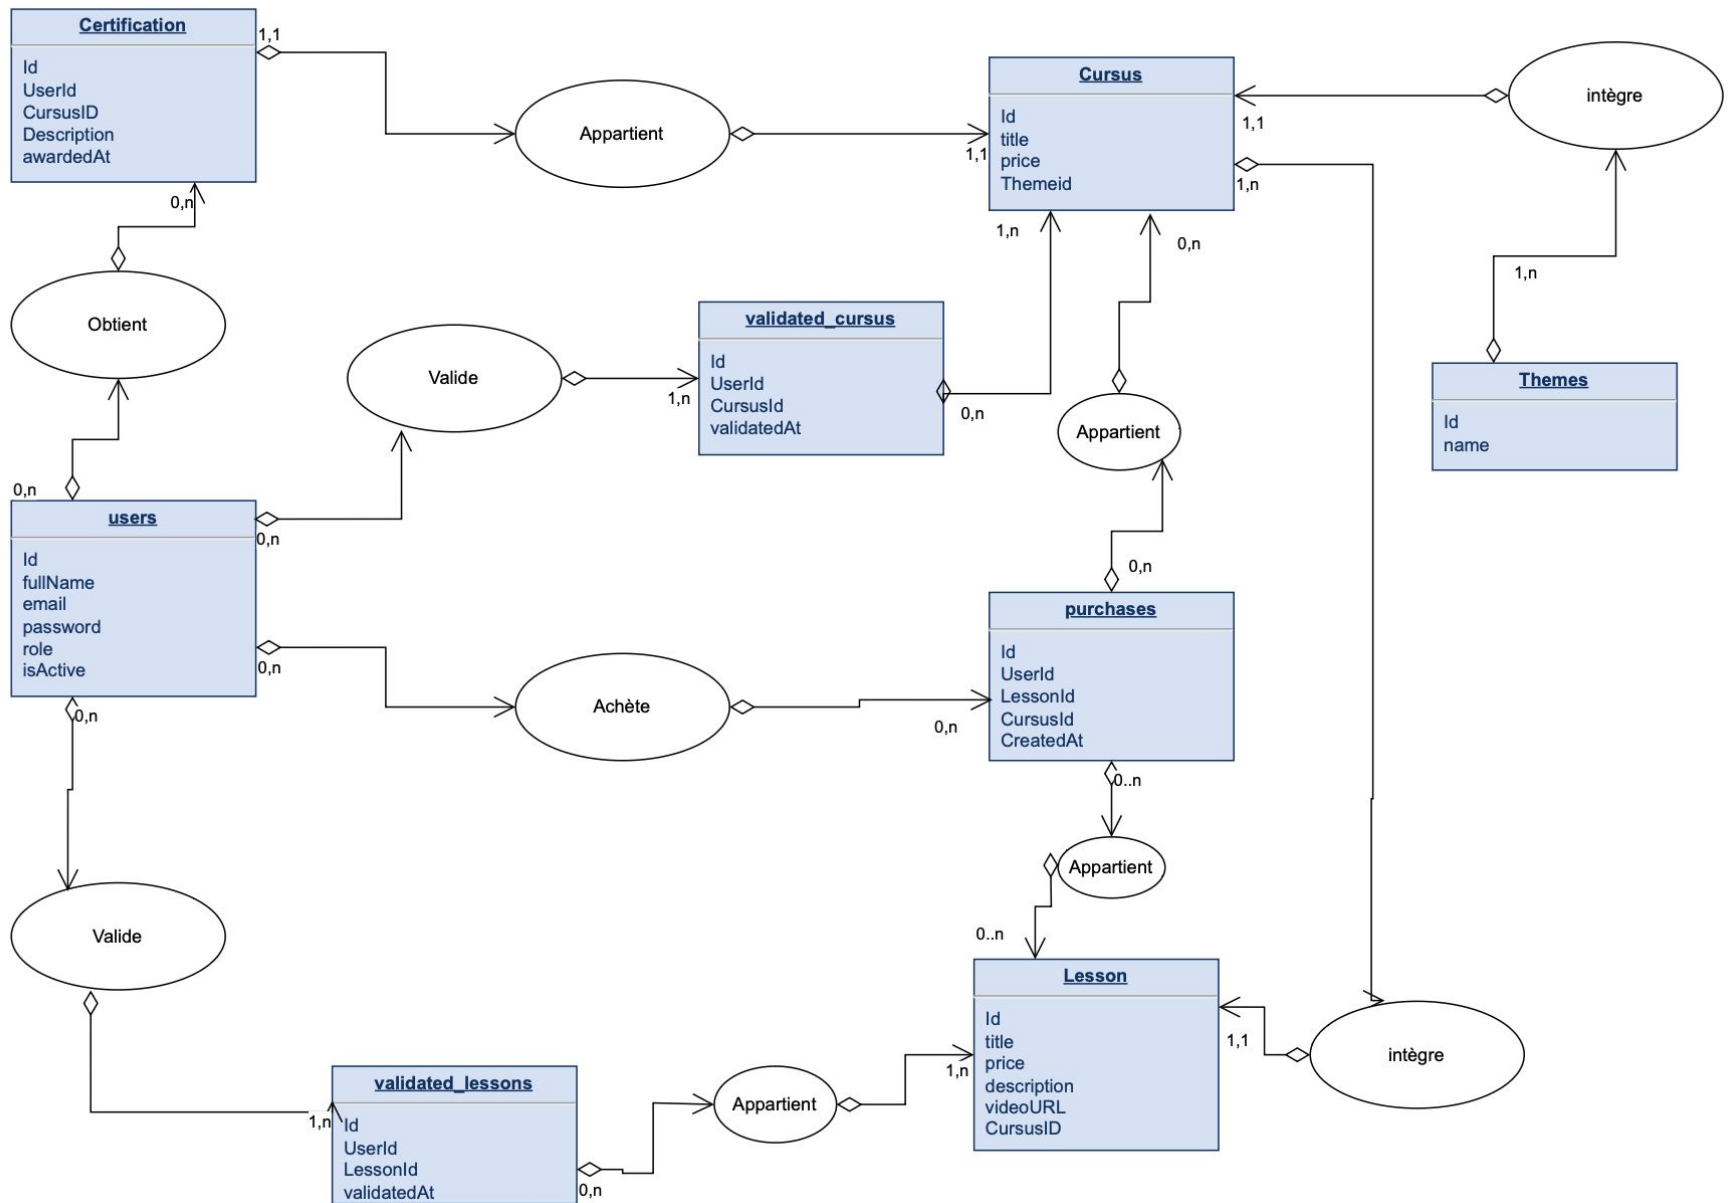 Certification
Id
UserId
CursusID
Description
awardedAt
1,1
Appartient
1,1
Cursus
Id
title
price
Themeid
1,1
intègre
1,n
1,n
Themes
Id
name
0,n
Obtient
0,n
1,n
0,n
Valide
1,n
validated_cursus
Id
UserId
CursusId
validatedAt
0,n
Appartient
0,n
users
Id
fullName
email
password
role
isActive
0,n
0,n
0,n
Achète
0,n
purchases
Id
UserId
LessonId
CursusId
CreatedAt
0..n
Appartient
0..n
Valide
1,n
validated_lessons
Id
UserId
LessonId
validatedAt
0,n
Appartient
1,n
Lesson
Id
title
price
description
videoURL
CursusID
1,1
intègre